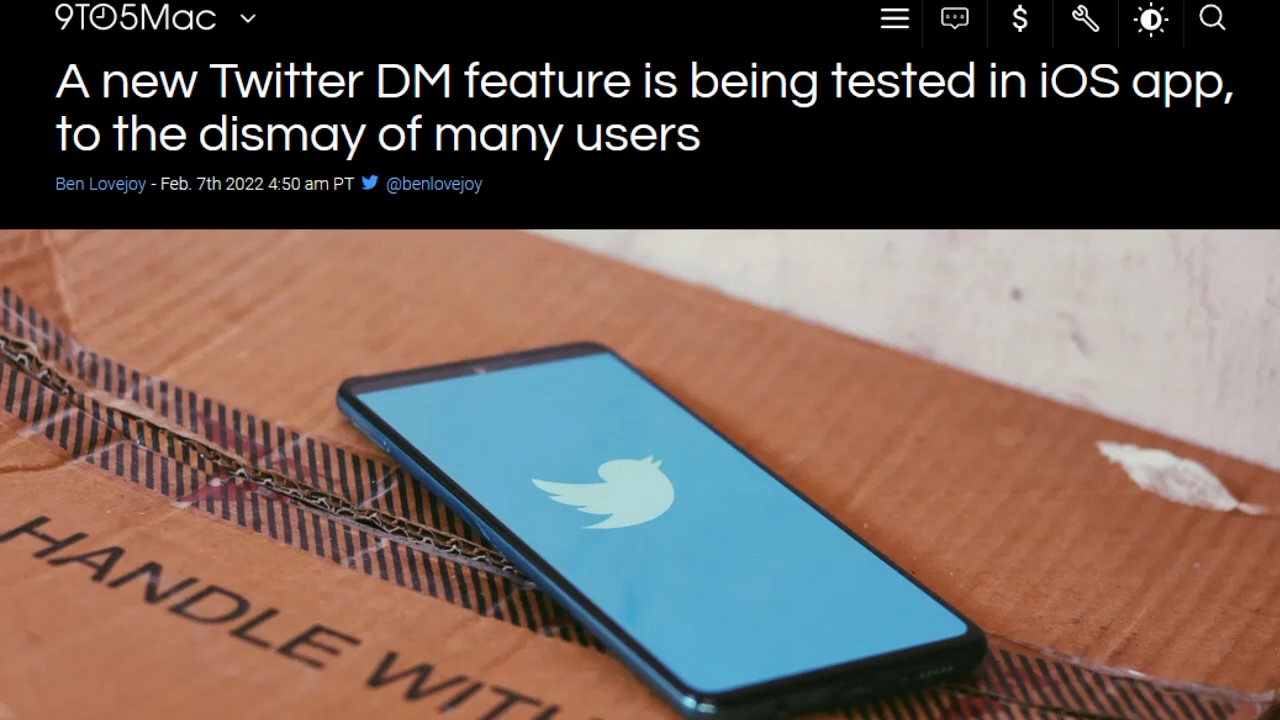 9TO5Mac
A new Twitter DM feature is being tested in iOS app,
to the dismay of many users
Ben Lovejoy - Feb. 7th 2022 4:50 am PT @benlovejoy
HANDLE WITH